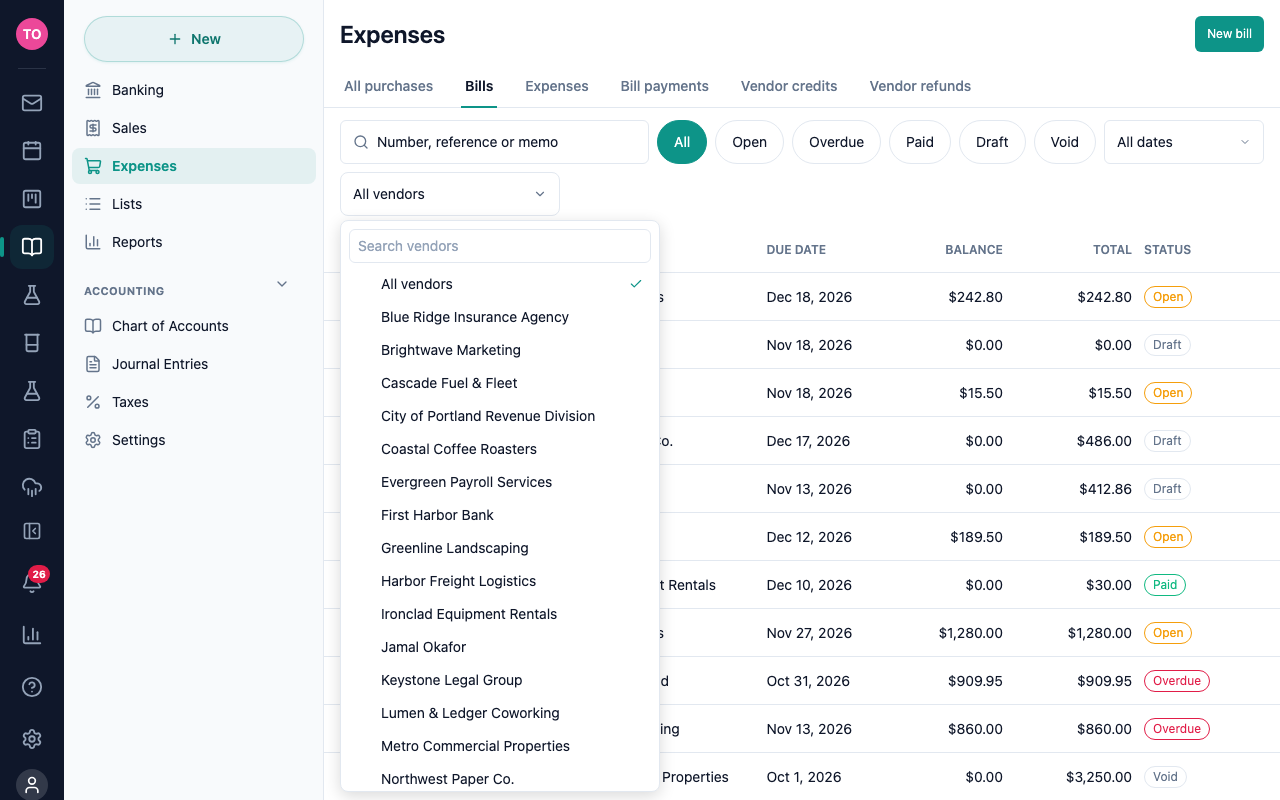 TO
New
Banking
Sales
Expenses
Lists
Reports
ACCOUNTING
Chart of Accounts
Journal Entries
Taxes
Settings
26
Expenses
New bill
All purchases
Bills
Expenses
Bill payments
Vendor credits
Vendor refunds
Number, reference or memo
All
Open
Overdue
Paid
Draft
Void
All dates
All vendors
Search vendors
All vendors
Blue Ridge Insurance Agency
Brightwave Marketing
Cascade Fuel & Fleet
City of Portland Revenue Division
Coastal Coffee Roasters
Evergreen Payroll Services
First Harbor Bank
Greenline Landscaping
Harbor Freight Logistics
Ironclad Equipment Rentals
Jamal Okafor
Keystone Legal Group
Lumen & Ledger Coworking
Metro Commercial Properties
Northwest Paper Co.
DUE DATE BALANCE TOTAL STATUS
s Dec 18, 2026 $242.80 $242.80 Open
Nov 18, 2026 $0.00 $0.00 Draft
Nov 18, 2026 $15.50 $15.50 Open
Co. Dec 17, 2026 $0.00 $486.00 Draft
Nov 13, 2026 $0.00 $412.86 Draft
Dec 12, 2026 $189.50 $189.50 Open
t Rentals Dec 10, 2026 $0.00 $30.00 Paid
s Nov 27, 2026 $1,280.00 $1,280.00 Open
d Oct 31, 2026 $909.95 $909.95 Overdue
ing Nov 13, 2026 $860.00 $860.00 Overdue
Properties Oct 1, 2026 $0.00 $3,250.00 Void